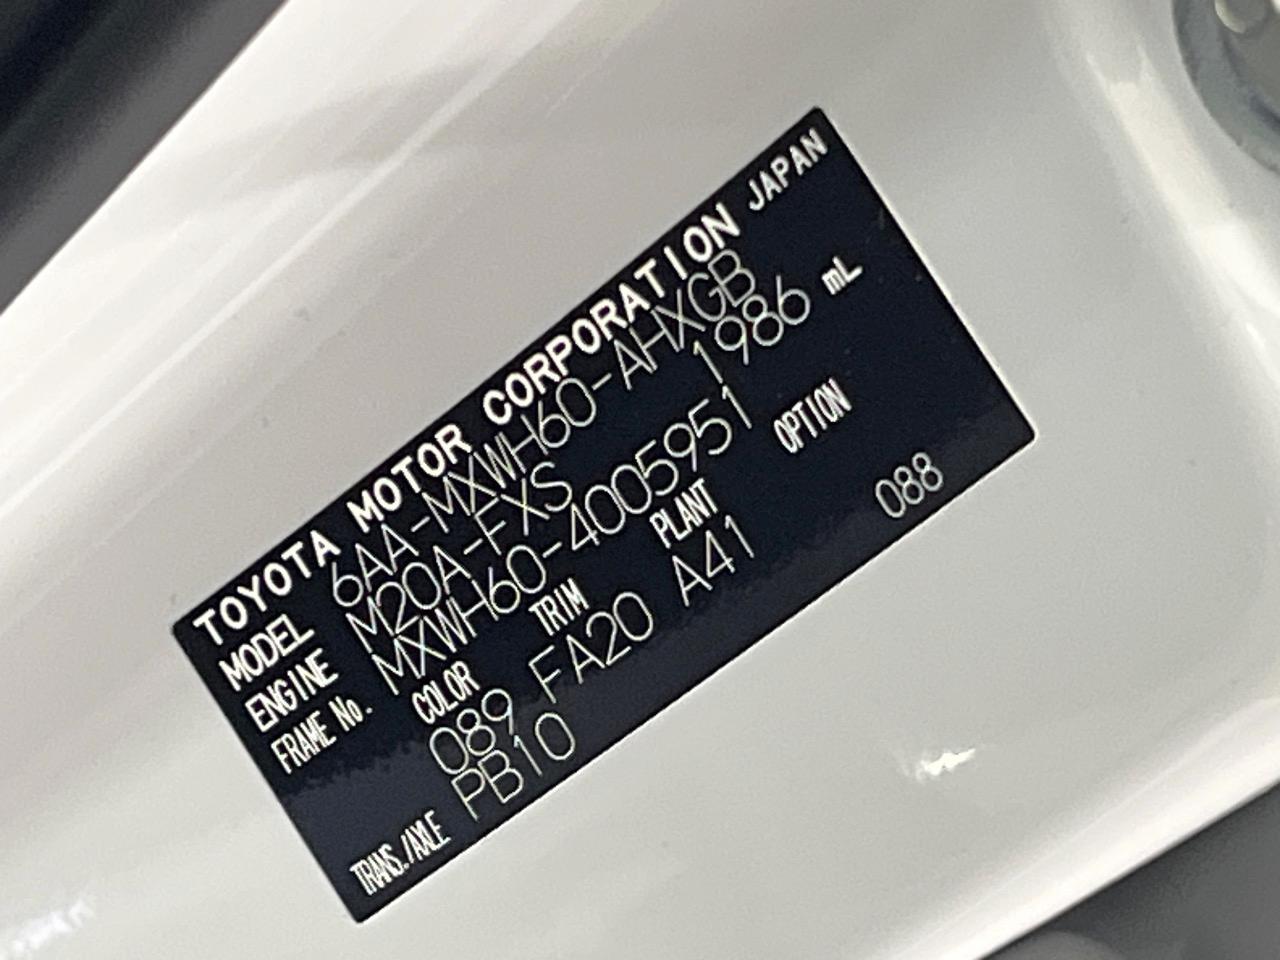 TOYOTA MOTOR CORPORATION JAPAN
MODEL 6AA-MXWH60-AHXGB
ENGINE M20A-FXS 1986 mL
FRAME No. MXWH60-4005951
COLOR TRIM PLANT OPTION
089 FA20 A41 088
TRANS./AXLE PB10